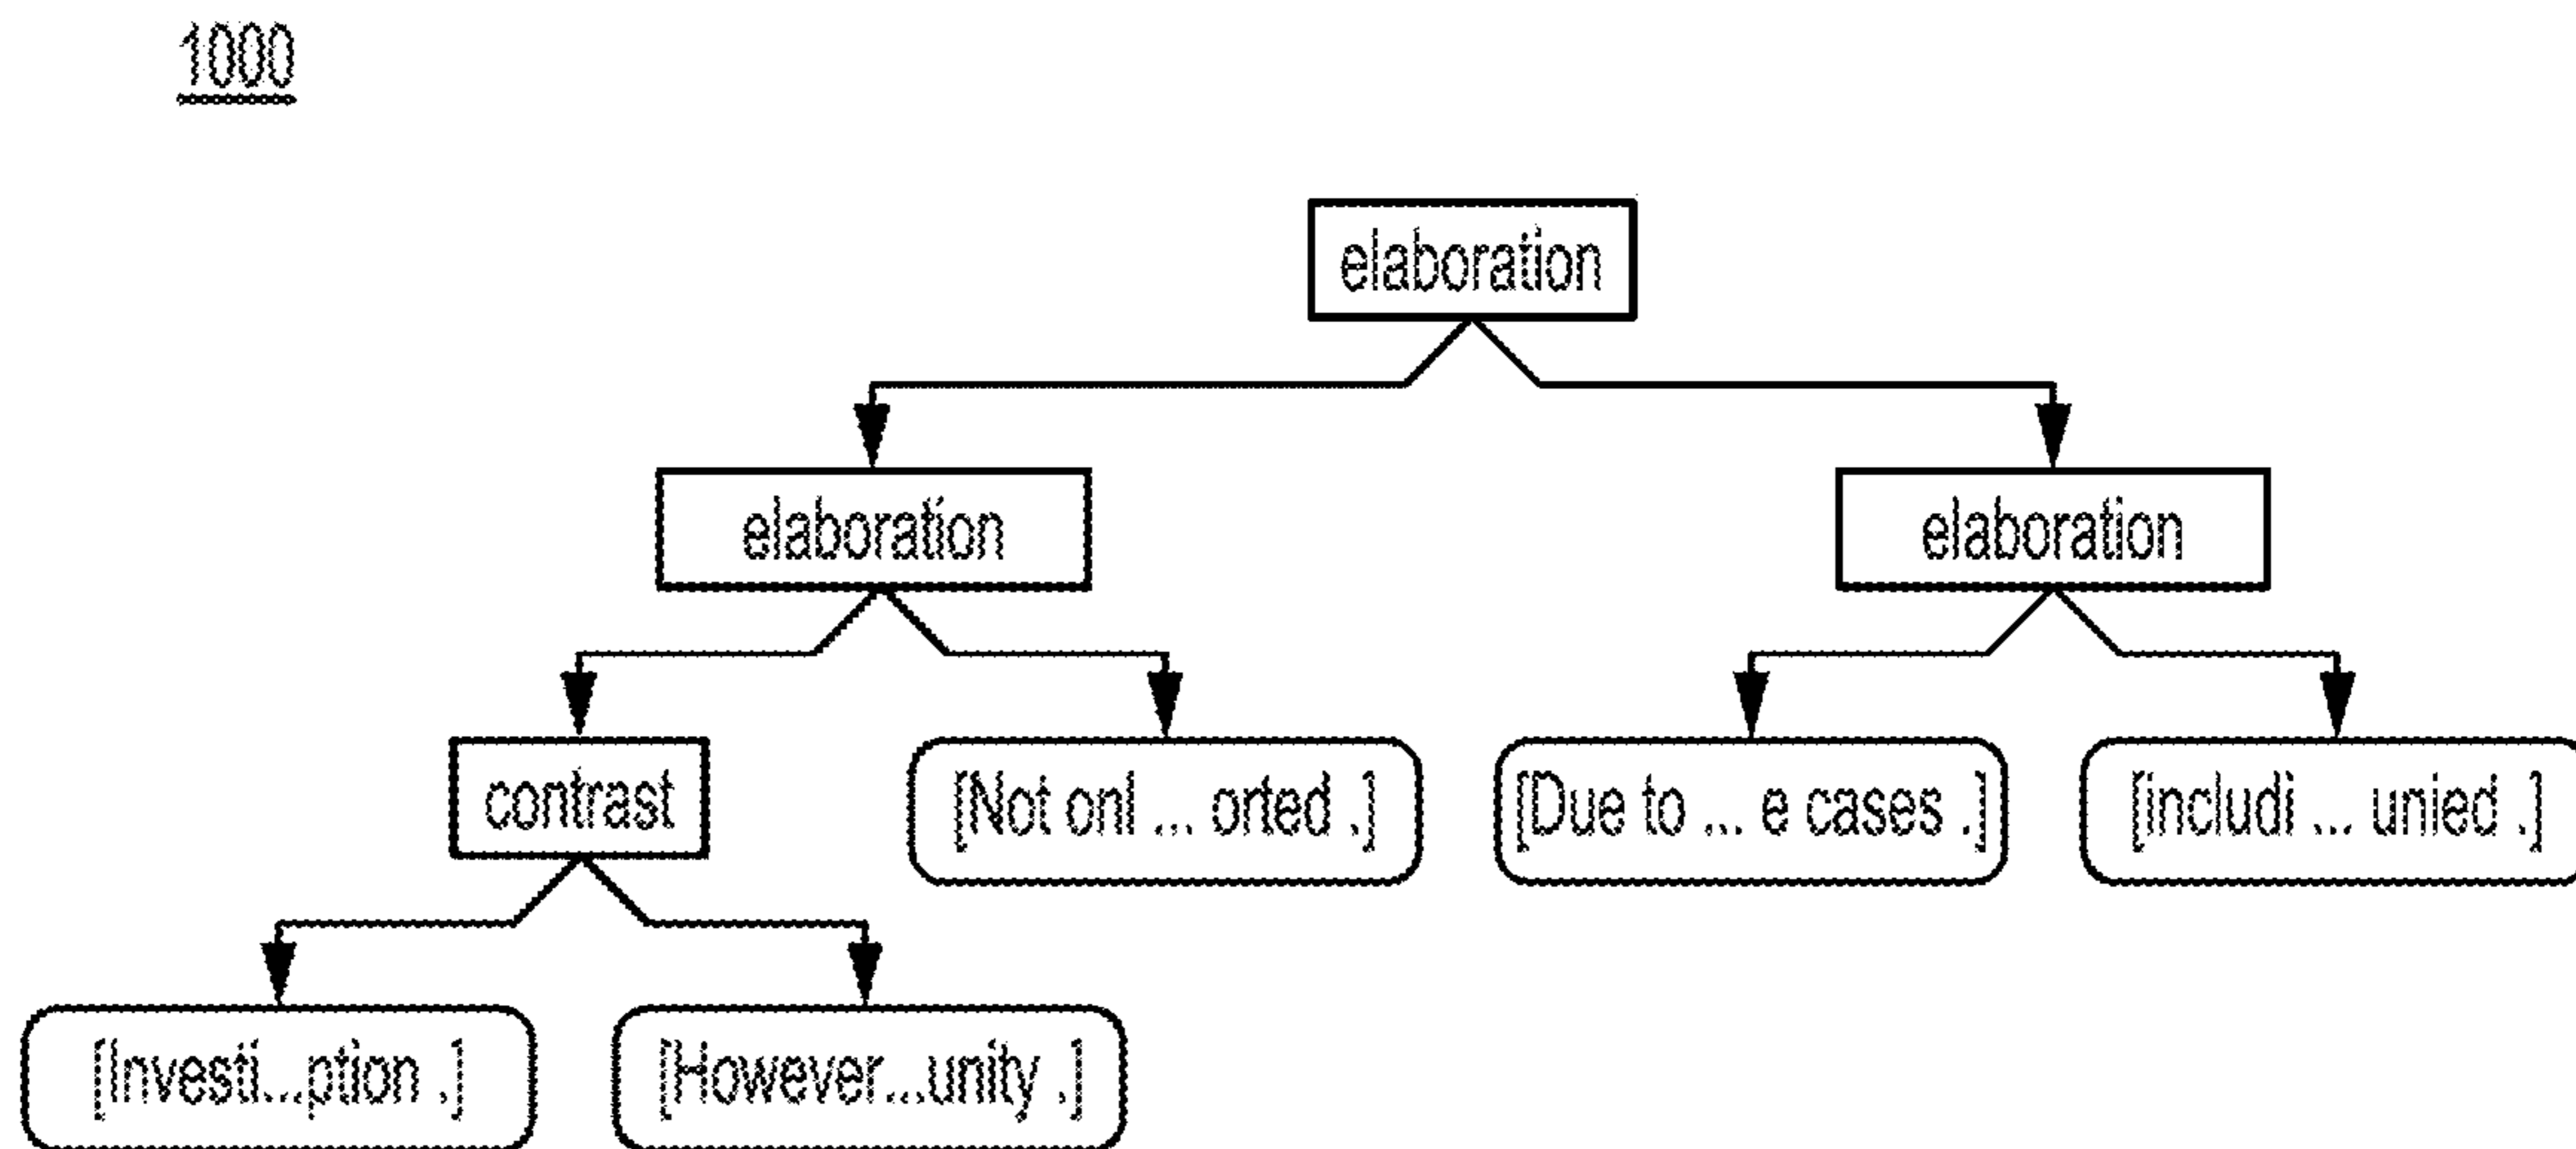 1000
elaboration
elaboration
elaboration
contrast
[Not onl ... orted .]
[Due to ... e cases .]
[includi ... unied .]
[Investi...ption .]
[However...unity .]